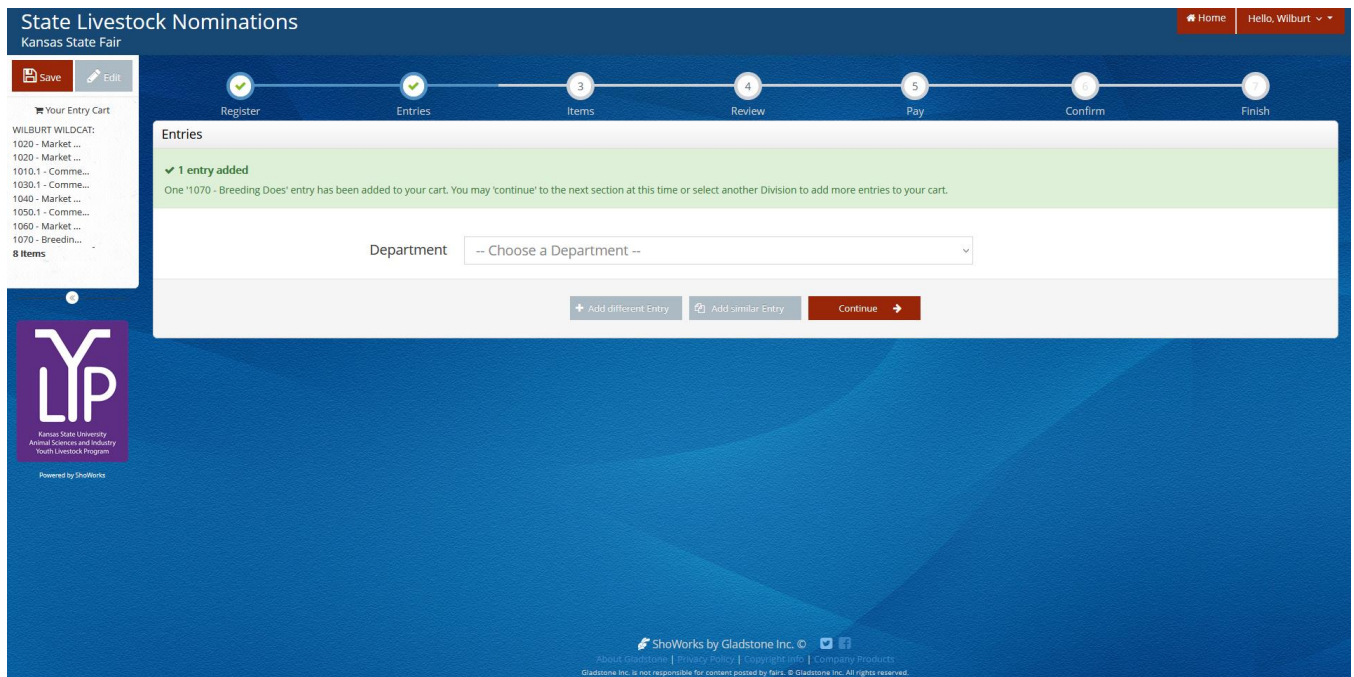 State Livestock Nominations
Kansas State Fair
Home
Hello, Wilburt
Save
Edit
Your Entry Cart
WILBURT WILDCAT:
1020 - Market ...
1020 - Market ...
1010.1 - Comme...
1030.1 - Comme...
1040 - Market ...
1050.1 - Comme...
1060 - Market ...
1070 - Breedin...
8 Items
Register
Entries
3
Items
4
Review
5
Pay
6
Confirm
7
Finish
Entries
1 entry added
One '1070 - Breeding Does' entry has been added to your cart. You may 'continue' to the next section at this time or select another Division to add more entries to your cart.
Department
-- Choose a Department --
+ Add different Entry
Add similar Entry
Continue
YLP
Kansas State University
Animal Sciences and Industry
Youth Livestock Program
Powered by ShoWorks
ShoWorks by Gladstone Inc. ©
About Gladstone | Privacy Policy | Copyright Info | Company Products
Gladstone Inc. is not responsible for content posted by fairs. © Gladstone Inc. All rights reserved.